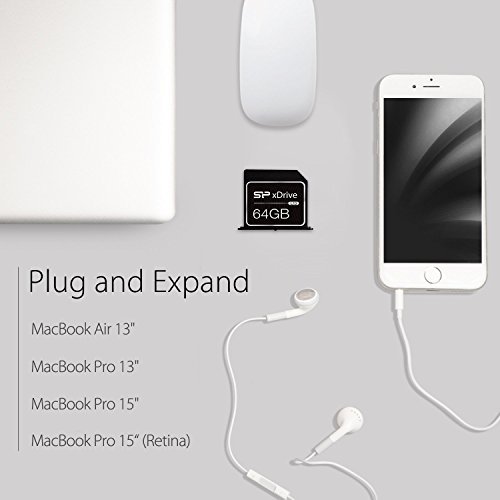 SP xDrive
LITE
64GB
Plug and Expand
MacBook Air 13"
MacBook Pro 13"
MacBook Pro 15"
MacBook Pro 15“ (Retina)